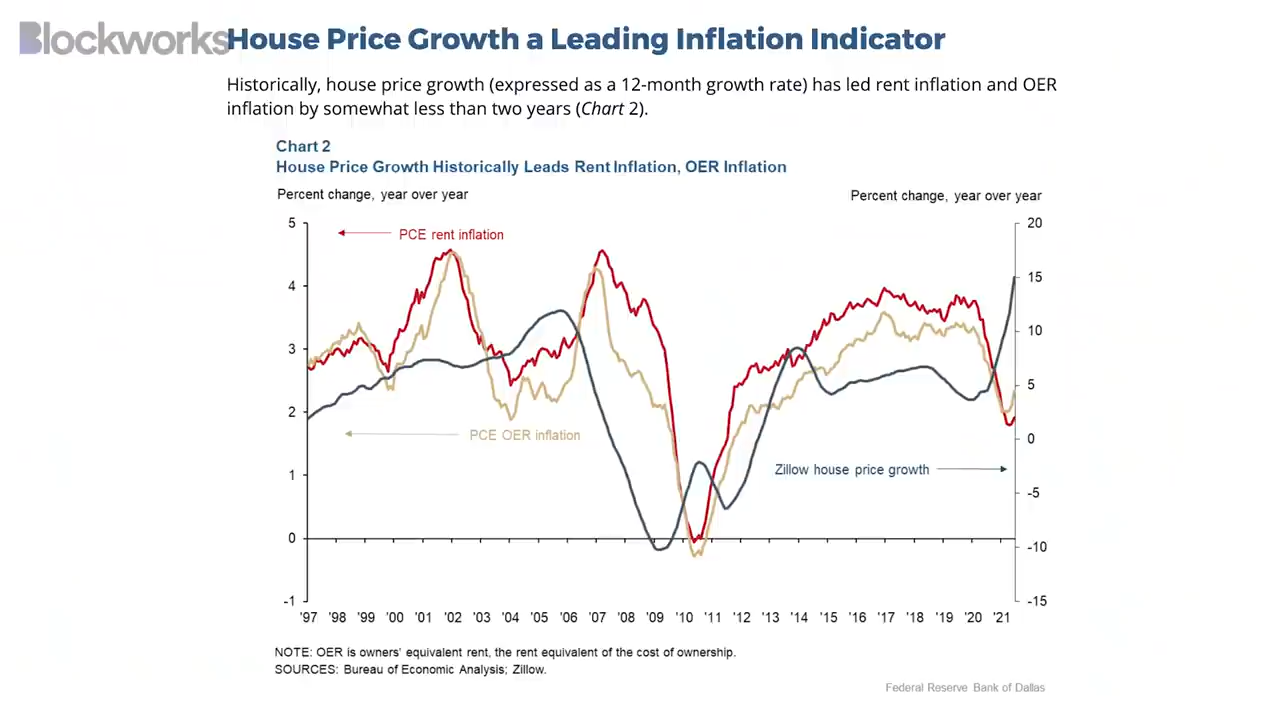 Blockworks
House Price Growth a Leading Inflation Indicator
Historically, house price growth (expressed as a 12-month growth rate) has led rent inflation and OER
inflation by somewhat less than two years (Chart 2).
Chart 2
House Price Growth Historically Leads Rent Inflation, OER Inflation
Percent change, year over year
Percent change, year over year
5
4
3
2
1
0
-1
20
15
10
5
0
-5
-10
-15
PCE rent inflation
PCE OER inflation
Zillow house price growth
'97 '98 '99 '00 '01 '02 '03 '04 '05 '06 '07 '08 '09 '10 '11 '12 '13 '14 '15 '16 '17 '18 '19 '20 '21
NOTE: OER is owners' equivalent rent, the rent equivalent of the cost of ownership.
SOURCES: Bureau of Economic Analysis; Zillow.
Federal Reserve Bank of Dallas